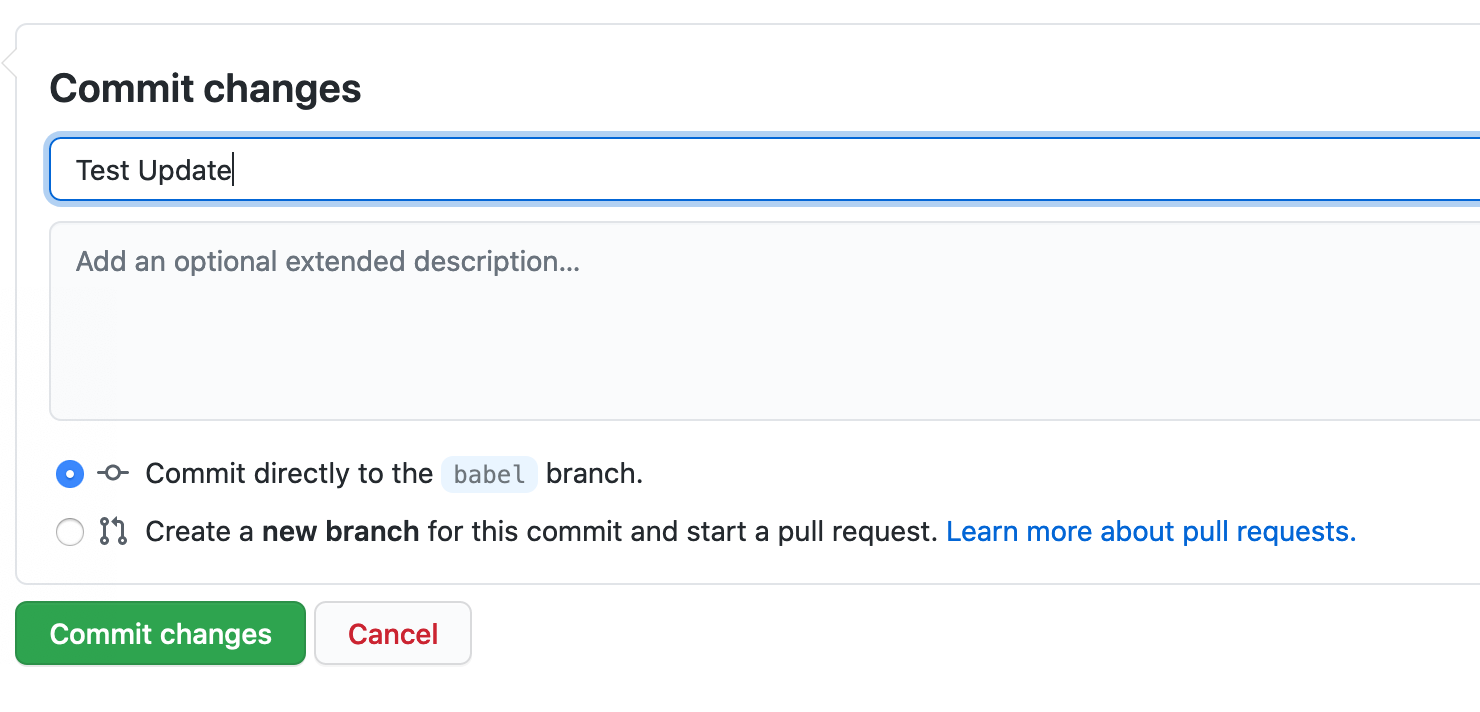 Commit changes
Test Update
Add an optional extended description...
Commit directly to the babel branch.
Create a new branch for this commit and start a pull request. Learn more about pull requests.
Commit changes Cancel